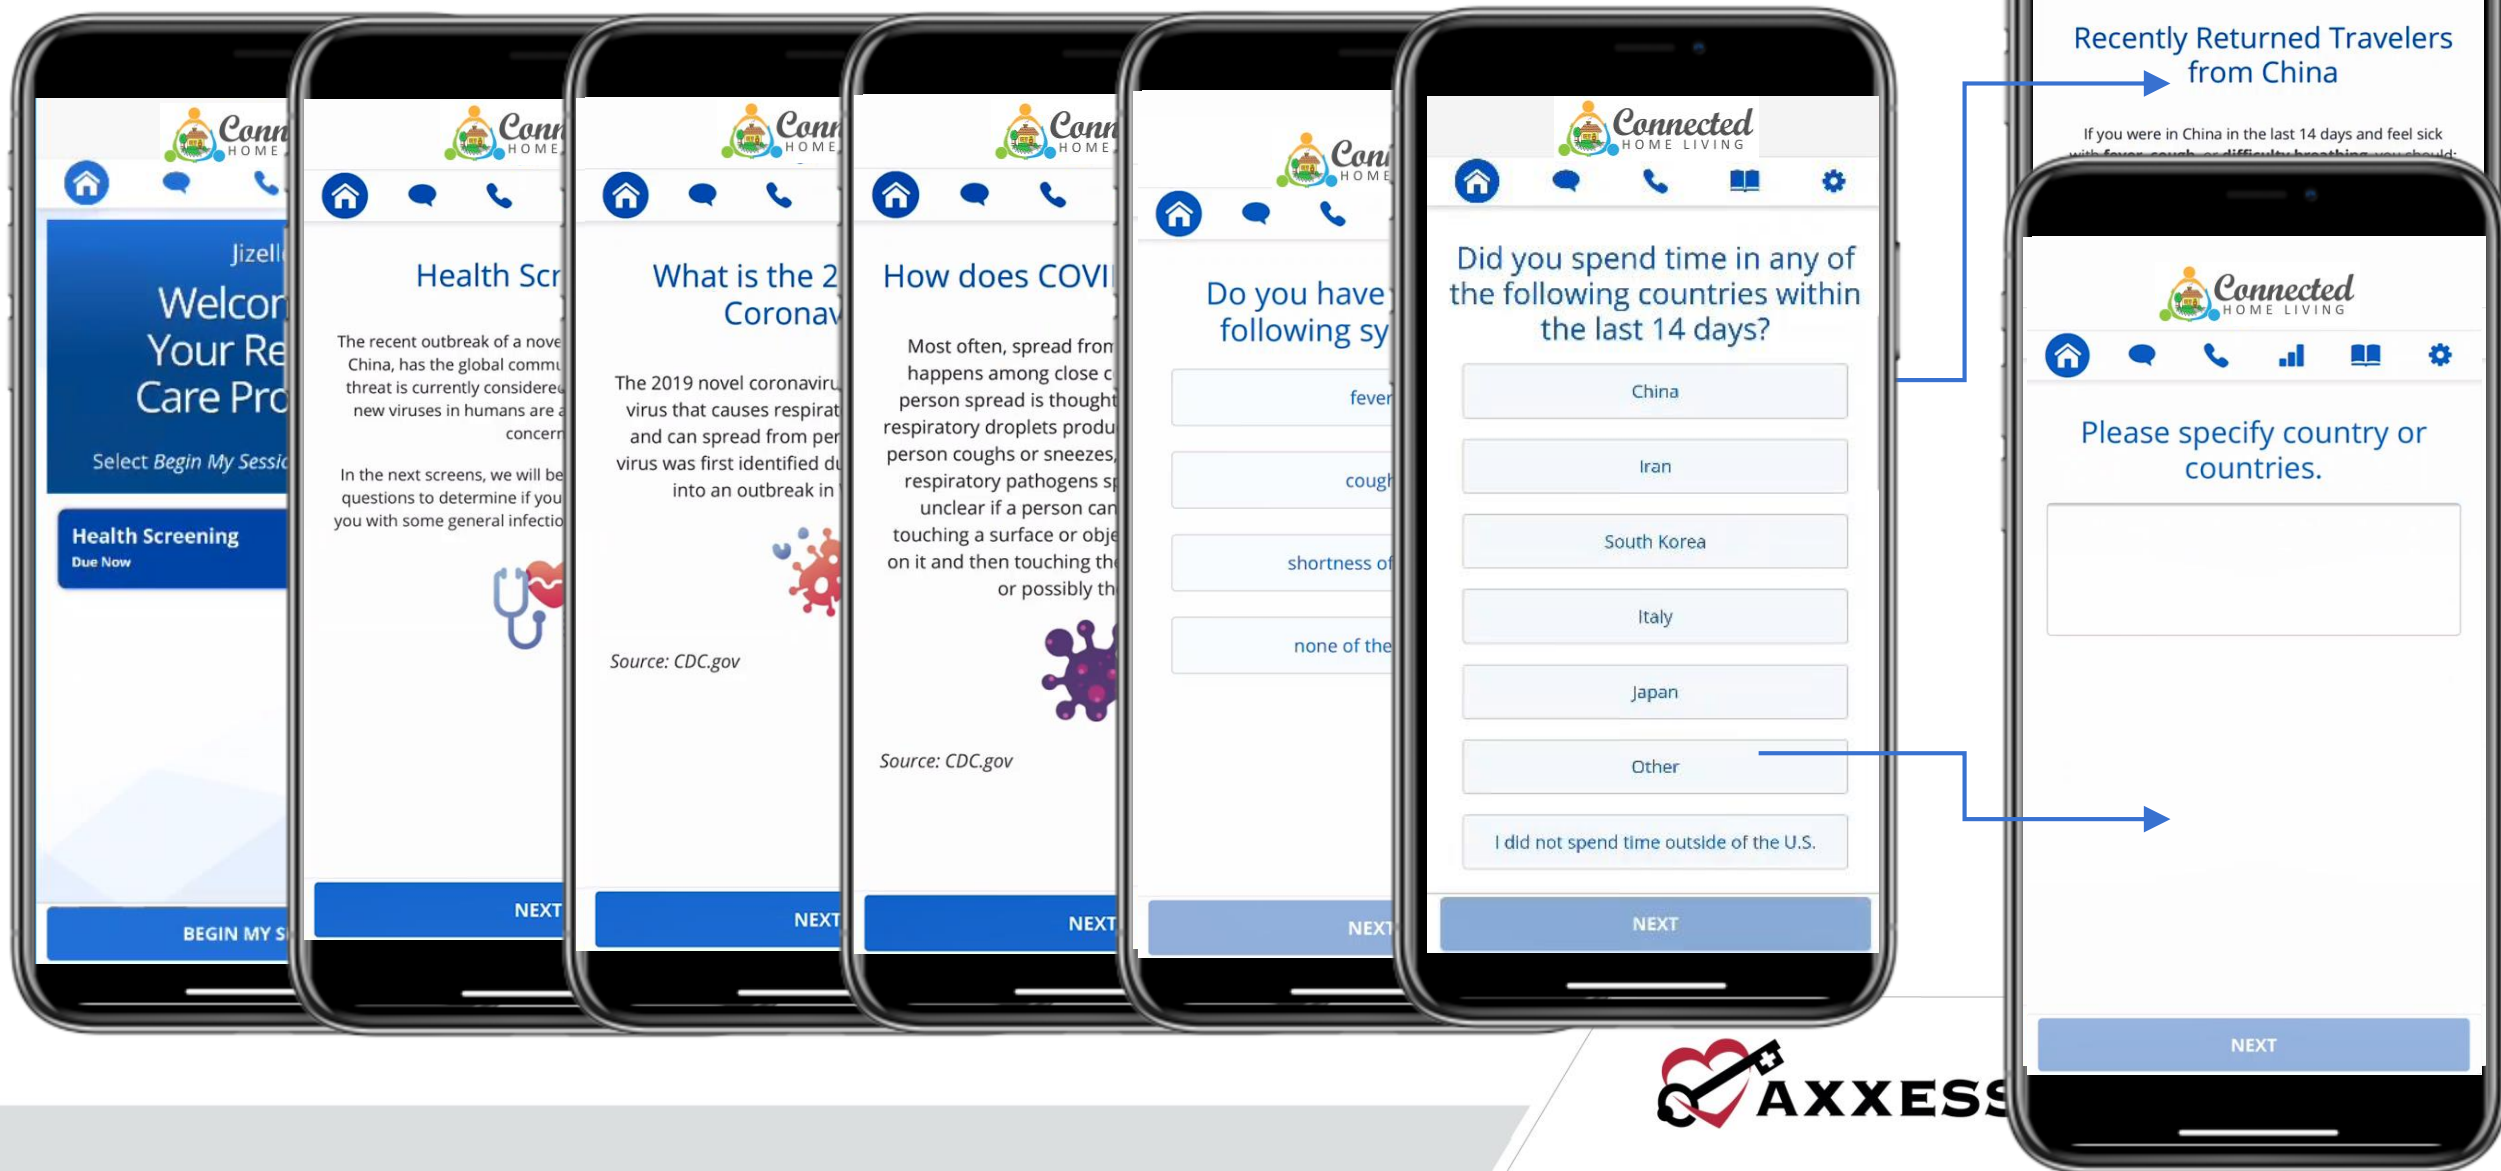 Conn
HOME
Jizell
Welcor
Your Re
Care Pro
Select Begin My Sessic
Health Screening
Due Now
BEGIN MY S
Conn
HOME
Health Scr
The recent outbreak of a nove
China, has the global commu
threat is currently considered
new viruses in humans are a
concern
In the next screens, we will be
questions to determine if you
you with some general infectio
NEXT
Conn
HOME
What is the 2
Coronav
The 2019 novel coronaviru
virus that causes respirat
and can spread from per
virus was first identified du
into an outbreak in
Source: CDC.gov
NEXT
Conn
HOME
How does COVI
Most often, spread from
happens among close c
person spread is thought
respiratory droplets produ
person coughs or sneezes,
respiratory pathogens sp
unclear if a person can
touching a surface or obje
on it and then touching the
or possibly th
Source: CDC.gov
NEXT
Conn
HOME
Do you have
following sy
fever
cough
shortness of
none of the
NEXT
Connected
HOME LIVING
Did you spend time in any of
the following countries within
the last 14 days?
China
Iran
South Korea
Italy
Japan
Other
I did not spend time outside of the U.S.
NEXT
Recently Returned Travelers
from China
If you were in China in the last 14 days and feel sick
with fever, cough, or difficulty breathing, you should:
Connected
HOME LIVING
Please specify country or
countries.
NEXT
AXXESS